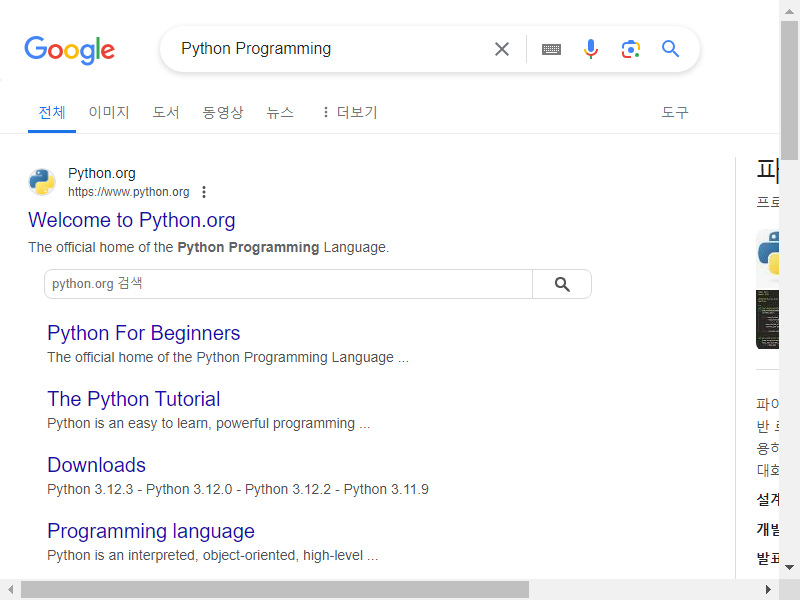 Google
Python Programming
전체 이미지 도서 동영상 뉴스 더보기 도구
Python.org
https://www.python.org
Welcome to Python.org
The official home of the Python Programming Language.
python.org 검색
Python For Beginners
The official home of the Python Programming Language ...
The Python Tutorial
Python is an easy to learn, powerful programming ...
Downloads
Python 3.12.3 - Python 3.12.0 - Python 3.12.2 - Python 3.11.9
Programming language
Python is an interpreted, object-oriented, high-level ...
프로
파이
반
용하
대화
설계
개발
발표